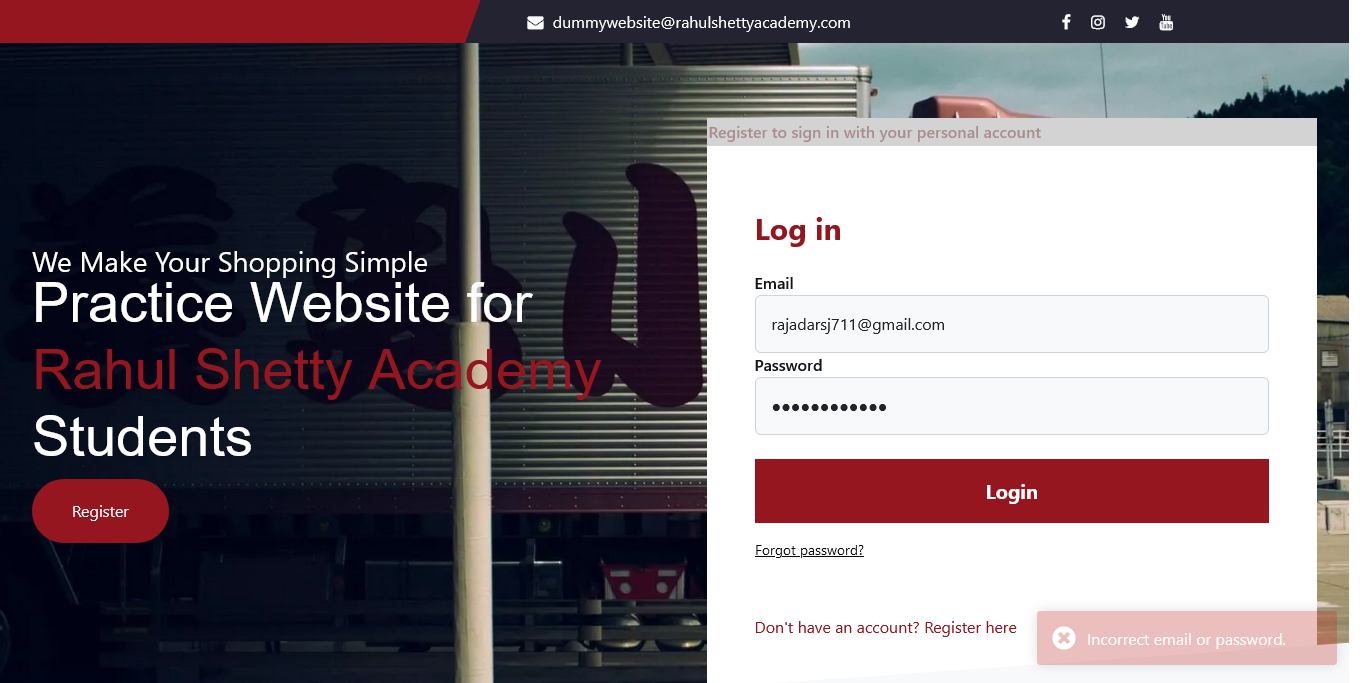 dummywebsite@rahulshettyacademy.com
Register to sign in with your personal account
We Make Your Shopping Simple
Practice Website for
Rahul Shetty Academy
Students
Register
Log in
Email
rajadarsj711@gmail.com
Password
••••••••••••
Login
Forgot password?
Don't have an account? Register here
Incorrect email or password.